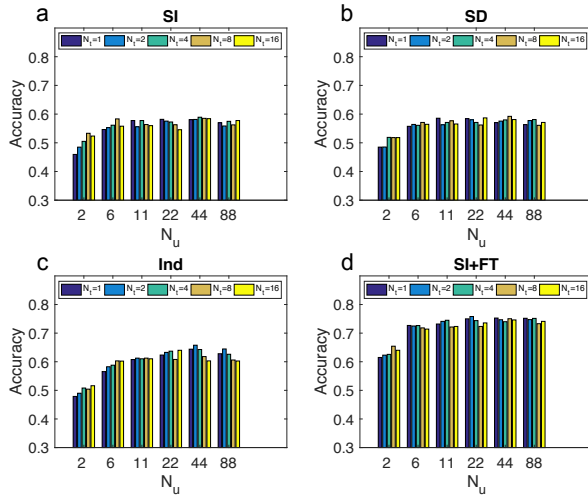 a
SI
N_t=1 N_t=2 N_t=4 N_t=8 N_t=16
Accuracy
0.8
0.7
0.6
0.5
0.4
0.3
2 6 11 22 44 88
N_u
b
SD
N_t=1 N_t=2 N_t=4 N_t=8 N_t=16
Accuracy
0.8
0.7
0.6
0.5
0.4
0.3
2 6 11 22 44 88
N_u
c
Ind
N_t=1 N_t=2 N_t=4 N_t=8 N_t=16
Accuracy
0.8
0.7
0.6
0.5
0.4
0.3
2 6 11 22 44 88
N_u
d
SI+FT
N_t=1 N_t=2 N_t=4 N_t=8 N_t=16
Accuracy
0.8
0.7
0.6
0.5
0.4
0.3
2 6 11 22 44 88
N_u